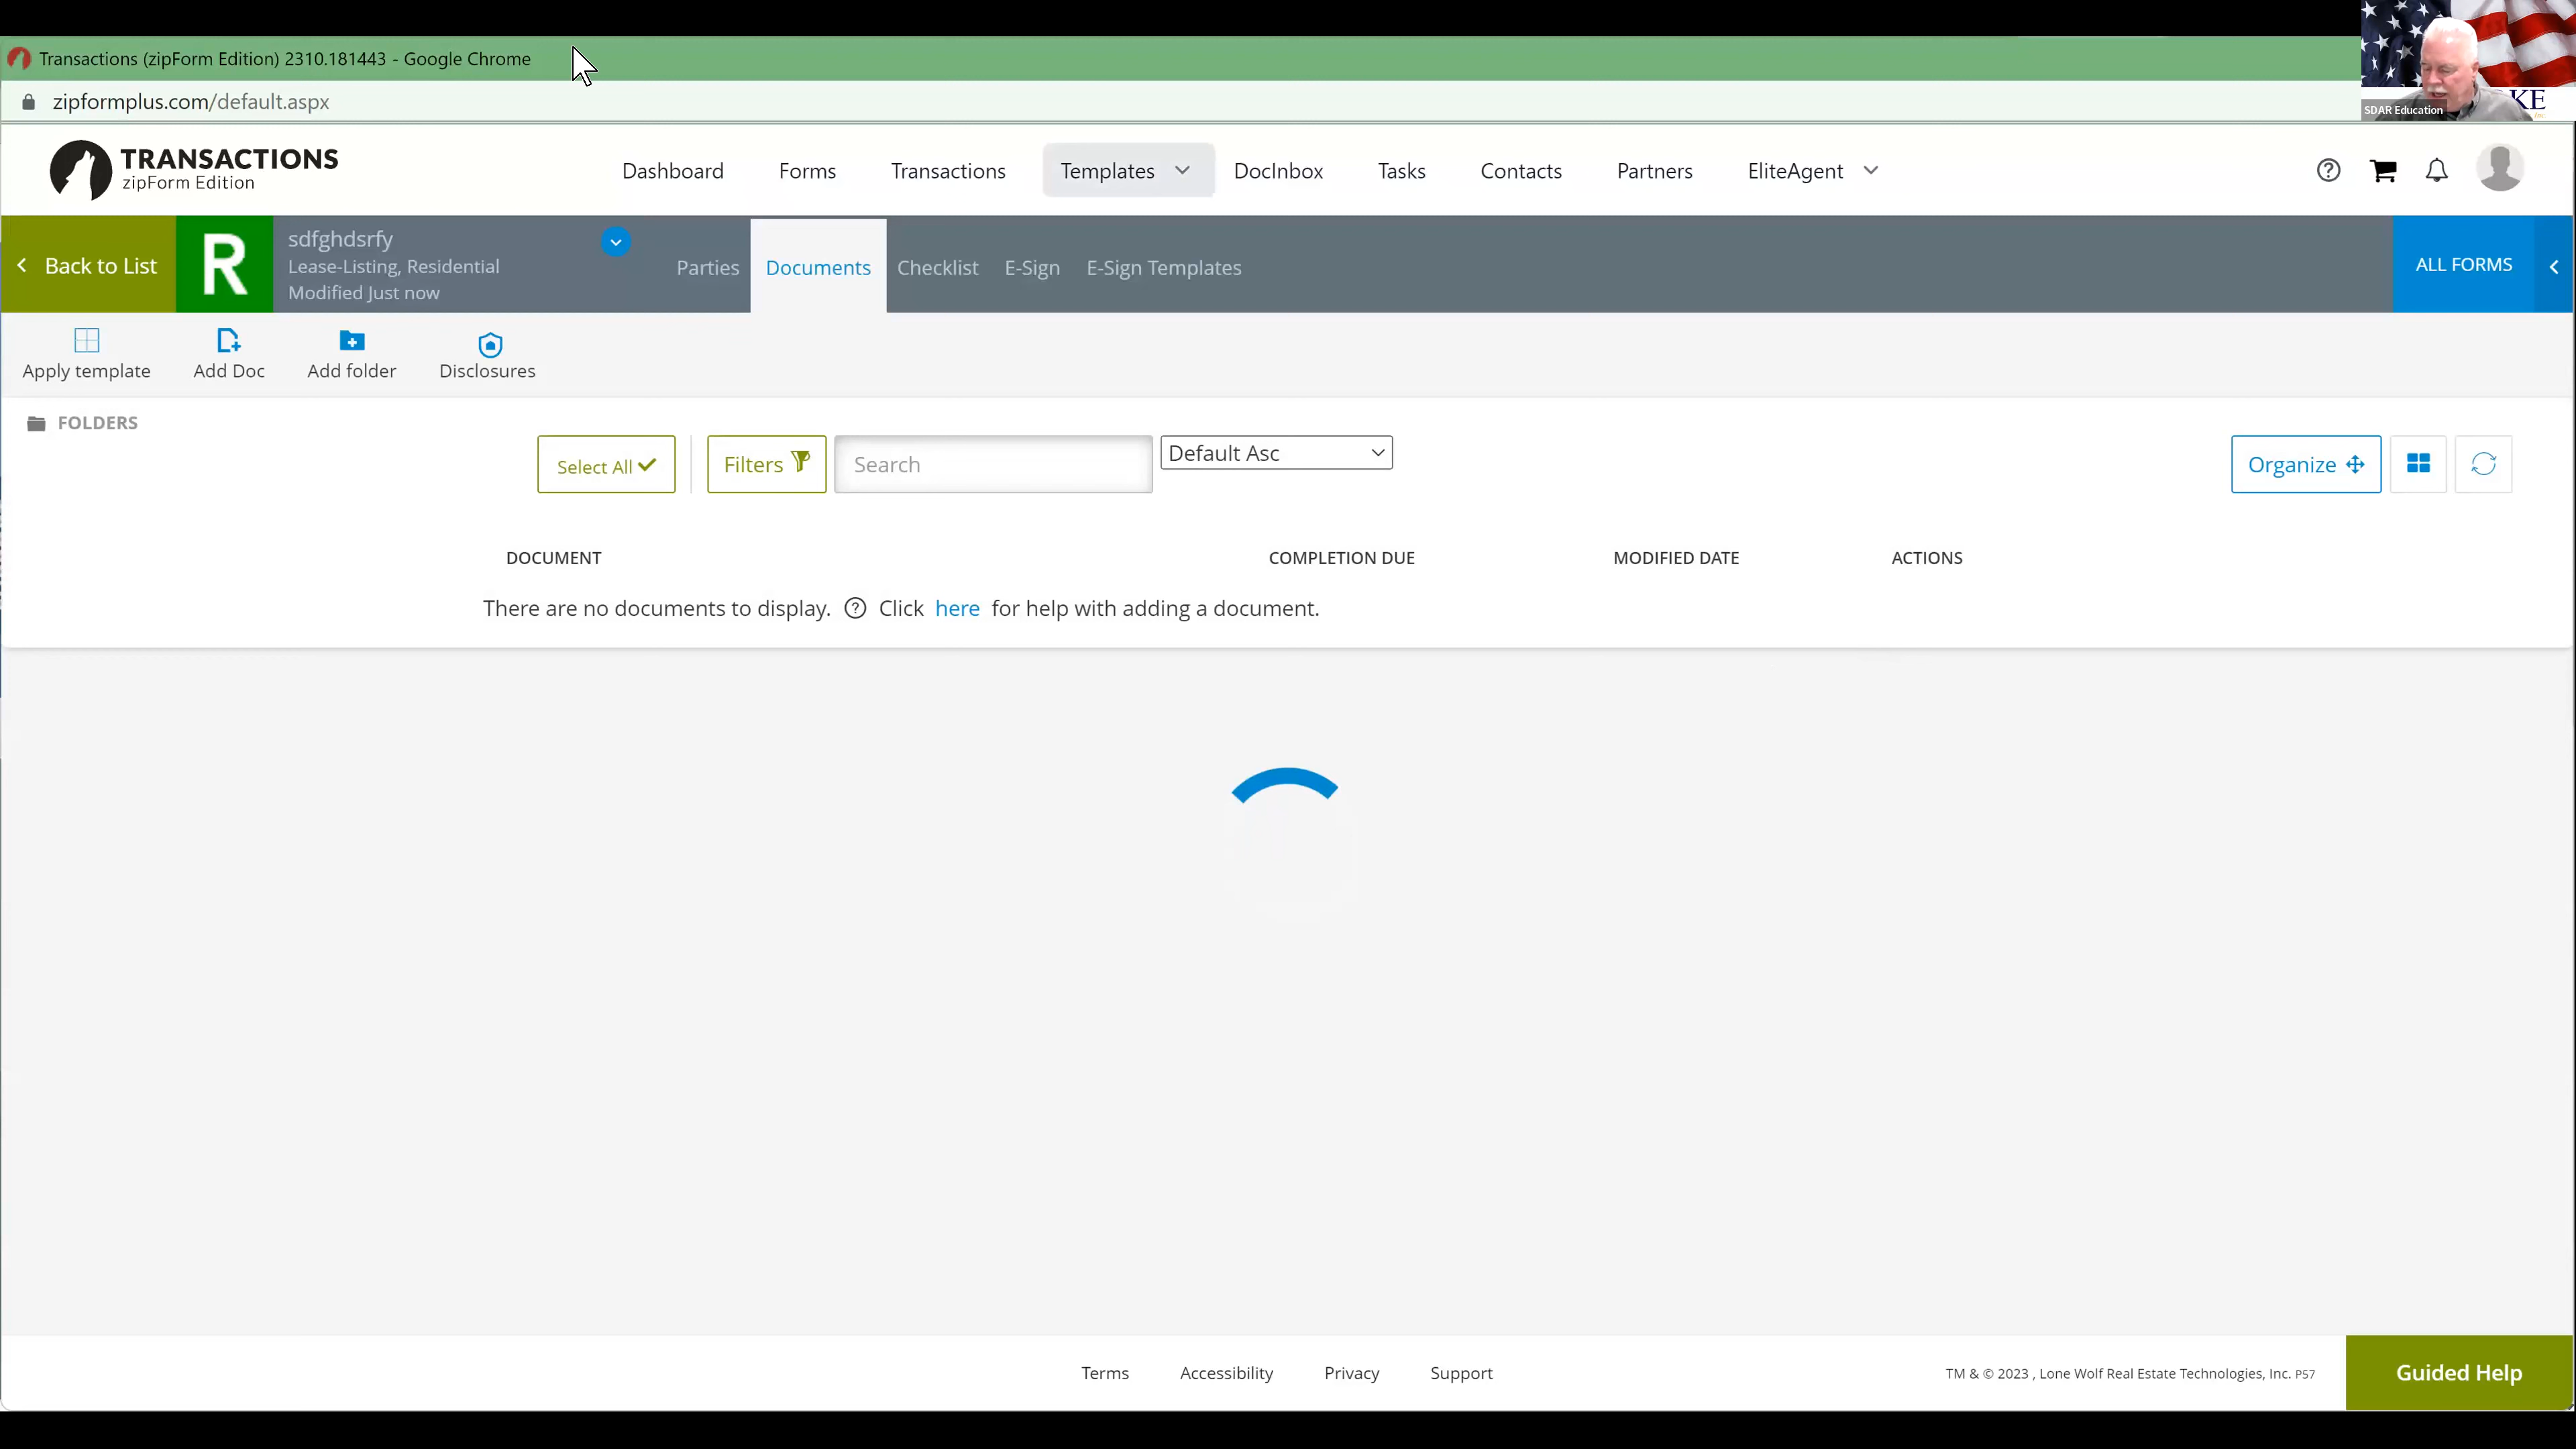 Transactions (zipForm Edition) 2310.181443 - Google Chrome
zipformplus.com/default.aspx
KE
SDAR Education
TRANSACTIONS
zipForm Edition
Dashboard Forms Transactions Templates DocInbox Tasks Contacts Partners EliteAgent
Back to List
R
sdfghdsrfy
Lease-Listing, Residential
Modified Just now
Parties Documents Checklist E-Sign E-Sign Templates
ALL FORMS
Apply template Add Doc Add folder Disclosures
FOLDERS
Select All Filters Search Default Asc Organize
DOCUMENT COMPLETION DUE MODIFIED DATE ACTIONS
There are no documents to display. ? Click here for help with adding a document.
Terms Accessibility Privacy Support
TM & © 2023 , Lone Wolf Real Estate Technologies, Inc. P57
Guided Help